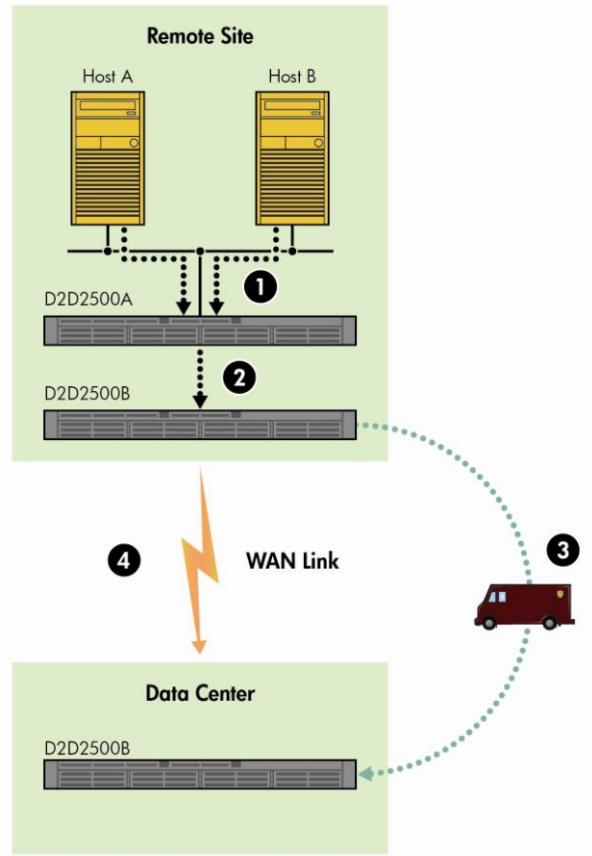 Remote Site
Host A Host B
1
D2D2500A
2
D2D2500B
3
4 WAN Link
Data Center
D2D2500B